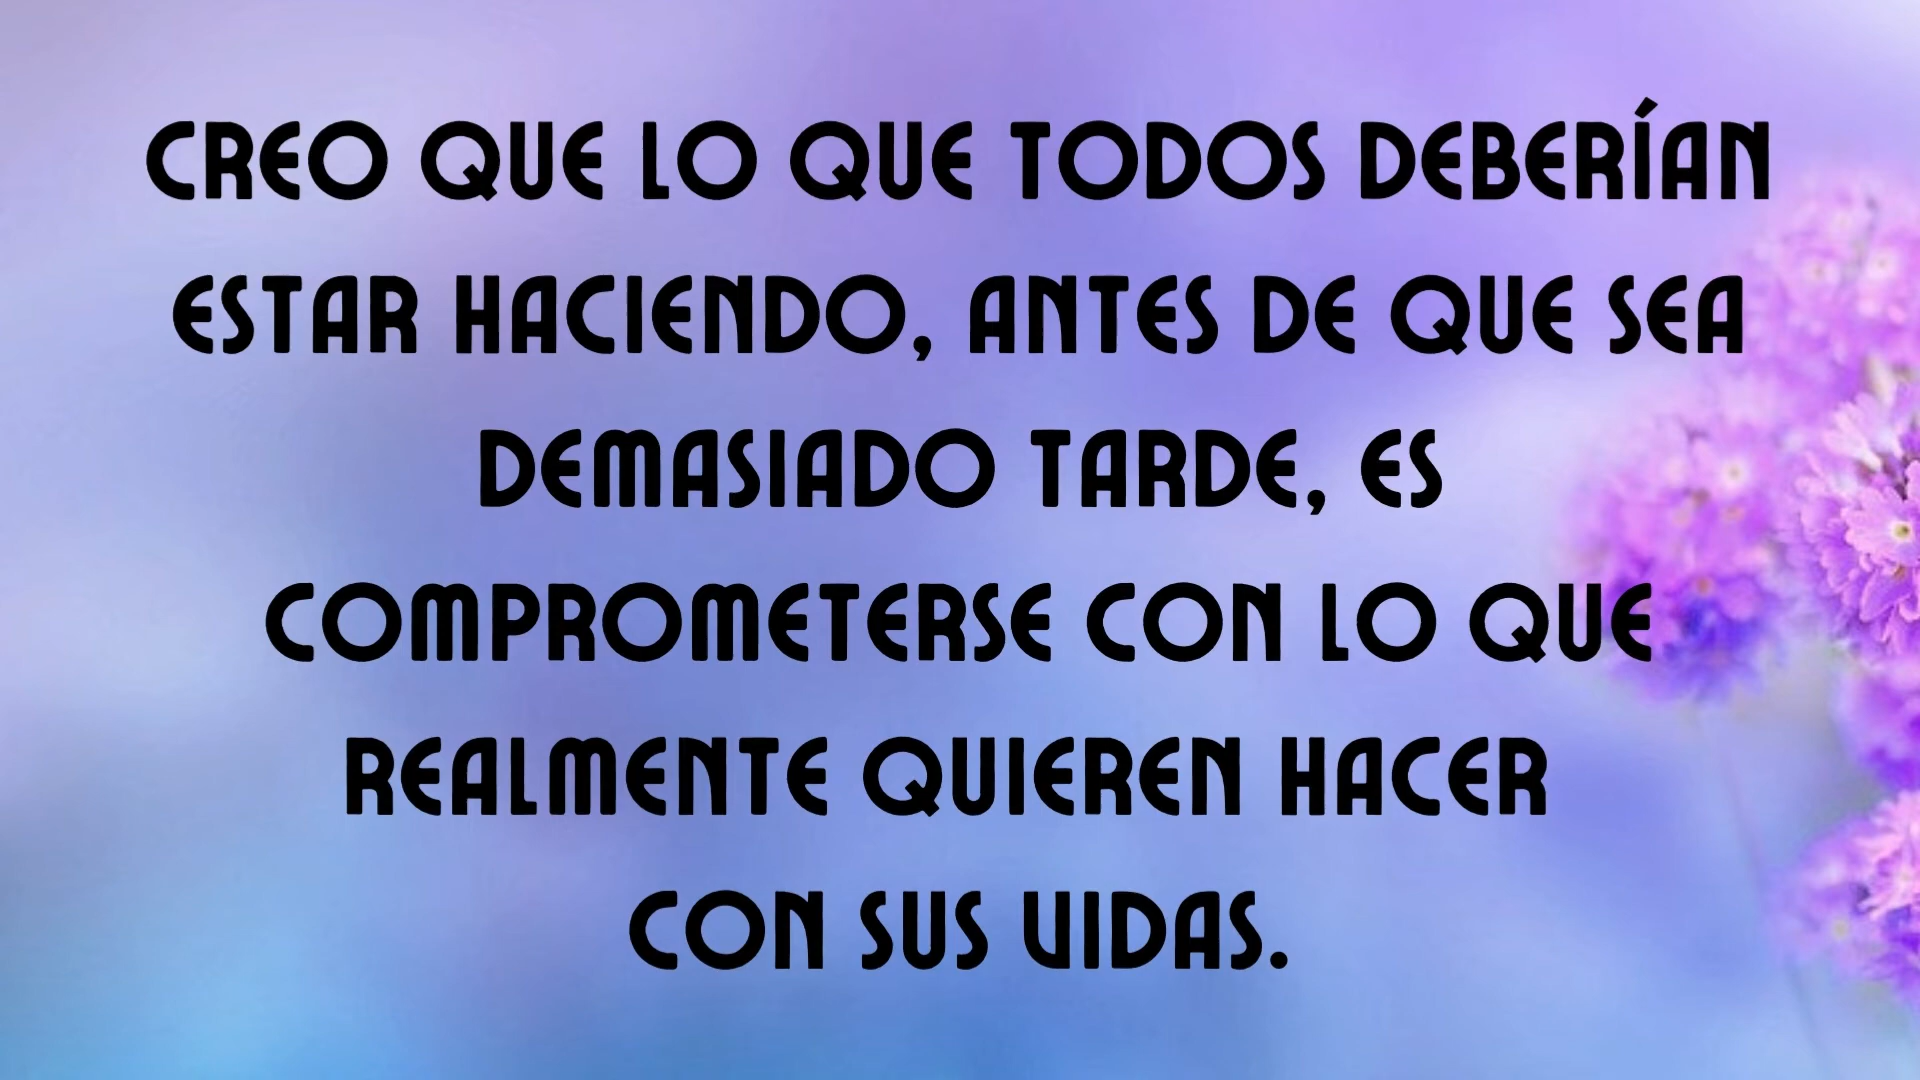 CREO QUE LO QUE TODOS DEBERÍAN
ESTAR HACIENDO, ANTES DE QUE SEA
DEMASIADO TARDE, ES
COMPROMETERSE CON LO QUE
REALMENTE QUIEREN HACER
CON SUS VIDAS.